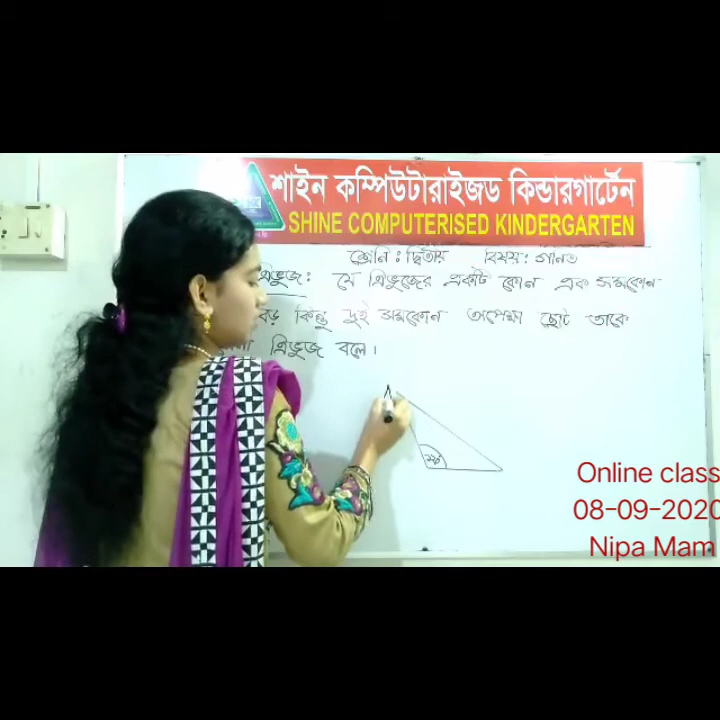 শাইন কম্পিউটারাইজড কিন্ডারগার্টেন
SHINE COMPUTERISED KINDERGARTEN
শ্রেনি : দ্বিতীয় বিষয় : গনিত
ত্রিভুজ : যে ত্রিভুজের একটি কোন এক সমকোন
বড় কিন্তু দুই সমকোন অপেক্ষা ছোট তাকে
ত্রিভুজ বলে।
A
Online class
08-09-2020
Nipa Mam